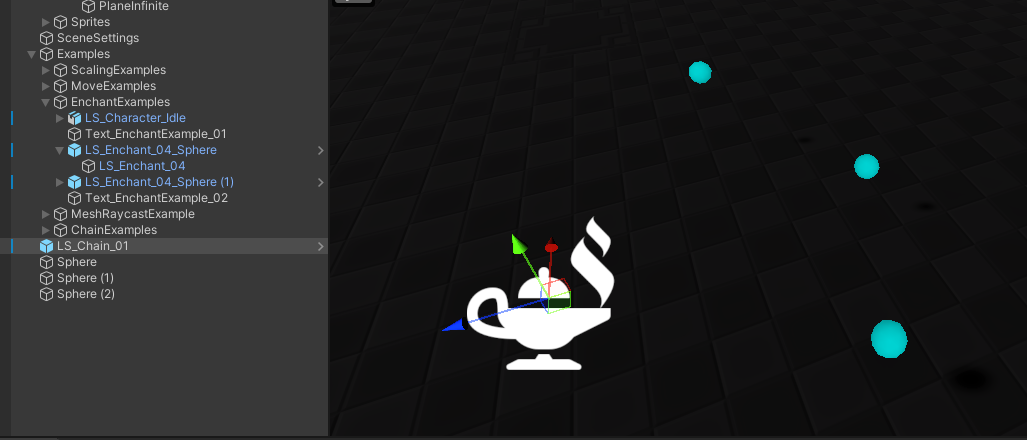 PlaneInfinite
Sprites
SceneSettings
Examples
ScalingExamples
MoveExamples
EnchantExamples
LS_Character_Idle
Text_EnchantExample_01
LS_Enchant_04_Sphere
LS_Enchant_04
LS_Enchant_04_Sphere (1)
Text_EnchantExample_02
MeshRaycastExample
ChainExamples
LS_Chain_01
Sphere
Sphere (1)
Sphere (2)